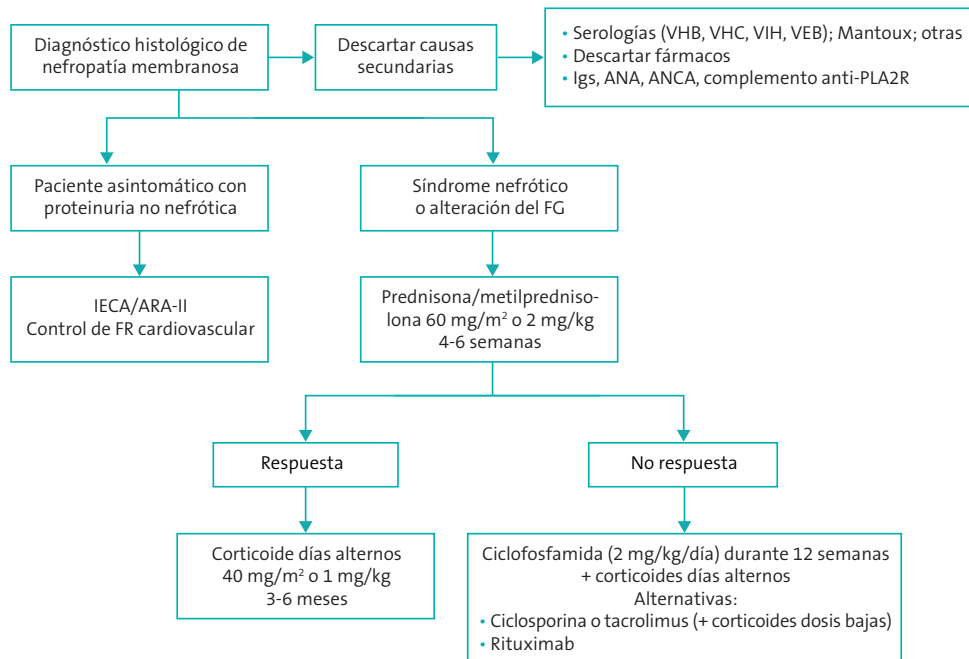 Diagnóstico histológico de
nefropatía membranosa
Descartar causas
secundarias
• Serologías (VHB, VHC, VIH, VEB); Mantoux; otras
• Descartar fármacos
• Igs, ANA, ANCA, complemento anti-PLA2R
Paciente asintomático con
proteinuria no nefrótica
Síndrome nefrótico
o alteración del FG
IECA/ARA-II
Control de FR cardiovascular
Prednisona/metilpredniso-
lona 60 mg/m² o 2 mg/kg
4-6 semanas
Respuesta
No respuesta
Corticoide días alternos
40 mg/m² o 1 mg/kg
3-6 meses
Ciclofosfamida (2 mg/kg/día) durante 12 semanas
+ corticoides días alternos
Alternativas:
• Ciclosporina o tacrolimus (+ corticoides dosis bajas)
• Rituximab